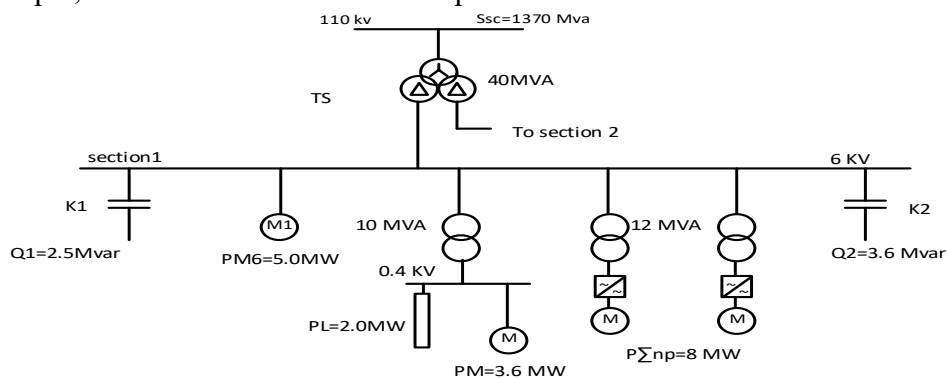 110 kv Ssc=1370 Mva
40MVA
TS
To section 2
section1 6 KV
K1 K2
M1 10 MVA 12 MVA
Q1=2.5Mvar PM6=5.0MW Q2=3.6 Mvar
0.4 KV
~ ~
~ ~
PL=2.0MW M M M
P∑np=8 MW
PM=3.6 MW